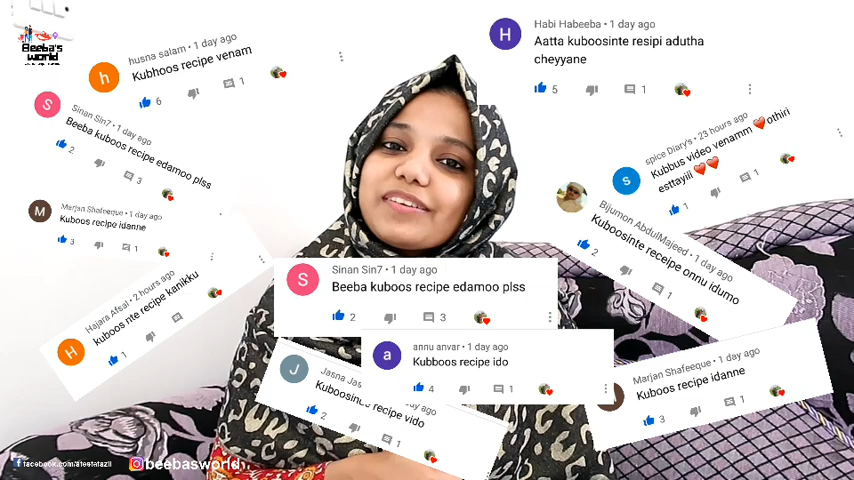 Beeba's
world
h
husna salam • 1 day ago
Kubhoos recipe venam
6
1
H
Habi Habeeba • 1 day ago
Aatta kuboosinte resipi adutha
cheyyane
5
1
S
Sinan Sin7 • 1 day ago
Beeba kuboos recipe edamoo plss
2
3
s
spice Diary's • 23 hours ago
Kubbus video venamm ❤️othiri
esttayiil ❤️❤️
1
1
M
Marjan Shafeeque • 1 day ago
Kuboos recipe idanne
3
1
Bijumon AbdulMajeed • 1 day ago
Kuboosinte receipe onnu idumo
2
1
H
Hajara Afsal • 2 hours ago
kuboos nte recipe kanikku
1
S
Sinan Sin7 • 1 day ago
Beeba kuboos recipe edamoo plss
2
3
a
annu anvar • 1 day ago
Kubboos recipe ido
4
1
J
Jasna Jas
ago
recipe vido
2
1
Marjan Shafeeque • 1 day ago
Kuboos recipe idanne
3
1
f
beebasworld